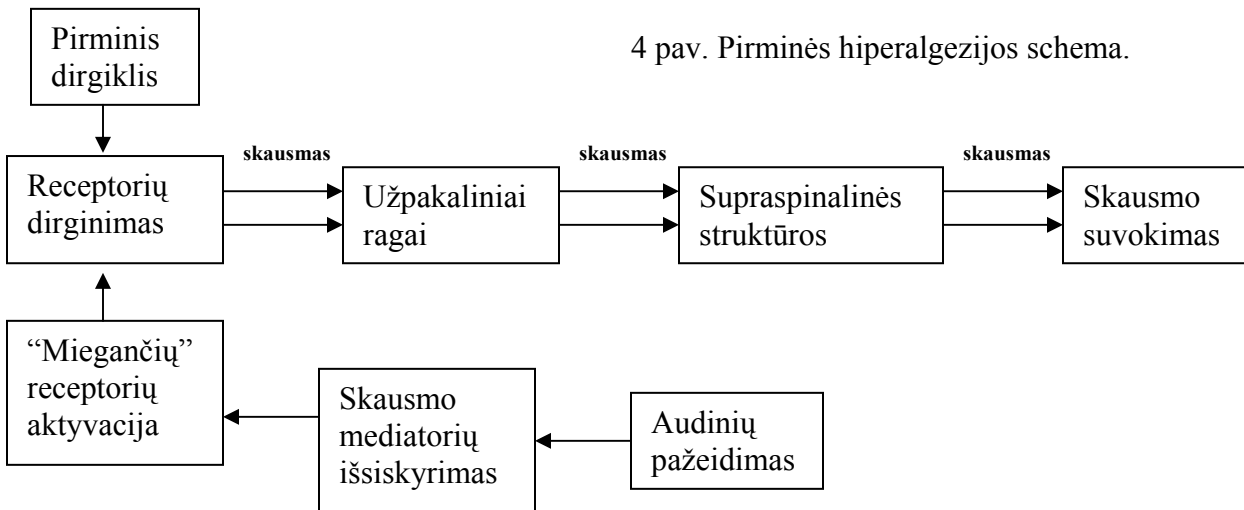 Pirminis
dirgiklis
4 pav. Pirminės hiperalgezijos schema.
skausmas
skausmas
skausmas
Receptorių
dirginimas
Užpakaliniai
ragai
Supraspinalinės
struktūros
Skausmo
suvokimas
“Miegančių”
receptorių
aktyvacija
Skausmo
mediatorių
išsiskyrimas
Audinių
pažeidimas